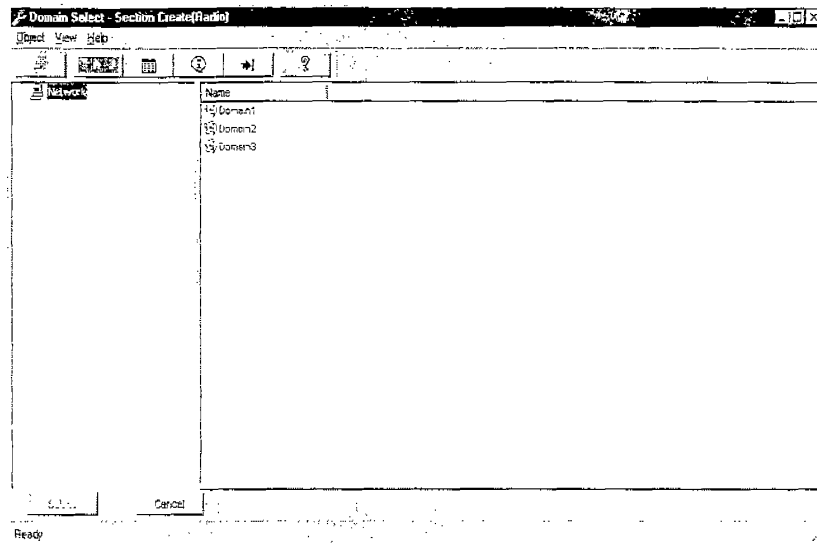 Domain Select - Section Create(Radio)
Object View Help
Network
Name
Domain1
Domain2
Domain3
Cancel
Ready